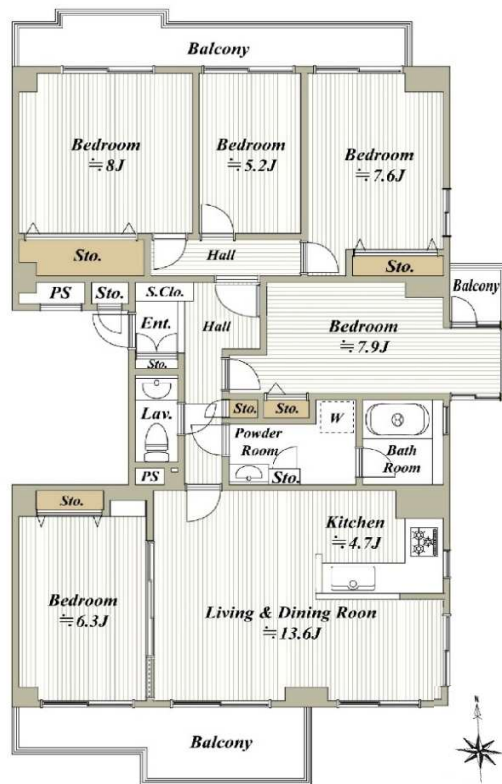 Balcony
Bedroom
≒8J
Bedroom
≒5.2J
Bedroom
≒7.6J
Sto.
Hall
Sto.
PS
Sto.
S.Clo.
Balcony
Ent.
Hall
Bedroom
≒7.9J
Sto.
Lav.
Sto.
Sto.
W
Powder
Room
Bath
Room
PS
Sto.
Sto.
Kitchen
≒4.7J
Bedroom
≒6.3J
Living & Dining Roon
≒13.6J
Balcony